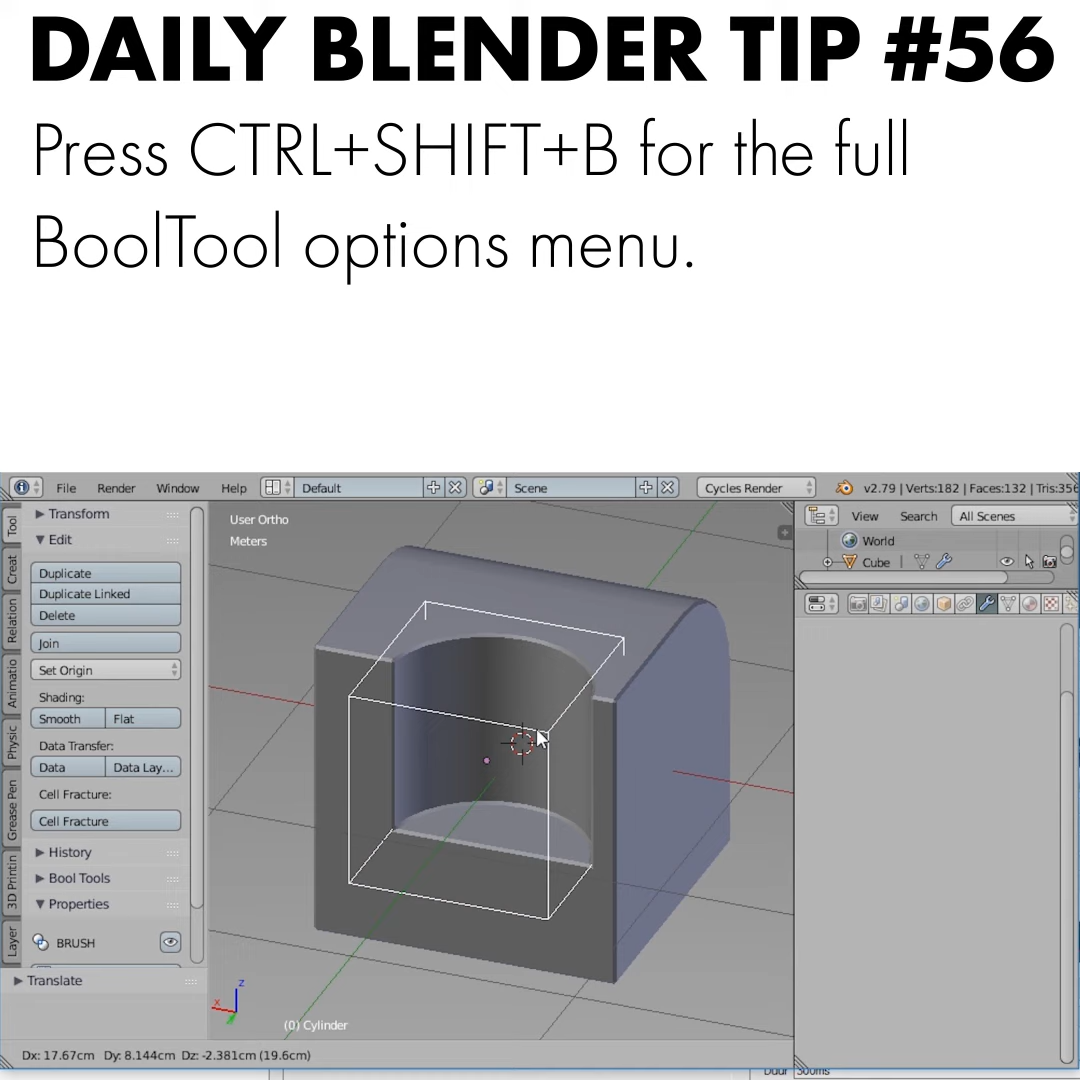 DAILY BLENDER TIP #56
Press CTRL+SHIFT+B for the full
BoolTool options menu.
File Render Window Help Default Scene Cycles Render v2.79 | Verts:182 | Faces:132 | Tris:356
Tool
Creat
Relation
Animatio
Physic
Grease Pen
3D Printin
Layer
Transform
Edit
Duplicate
Duplicate Linked
Delete
Join
Set Origin
Shading:
Smooth Flat
Data Transfer:
Data Data Lay...
Cell Fracture:
Cell Fracture
History
Bool Tools
Properties
BRUSH
Translate
User Ortho
Meters
z
x
(0) Cylinder
View Search All Scenes
World
Cube
Dx: 17.67cm Dy: 8.144cm Dz: -2.381cm (19.6cm)